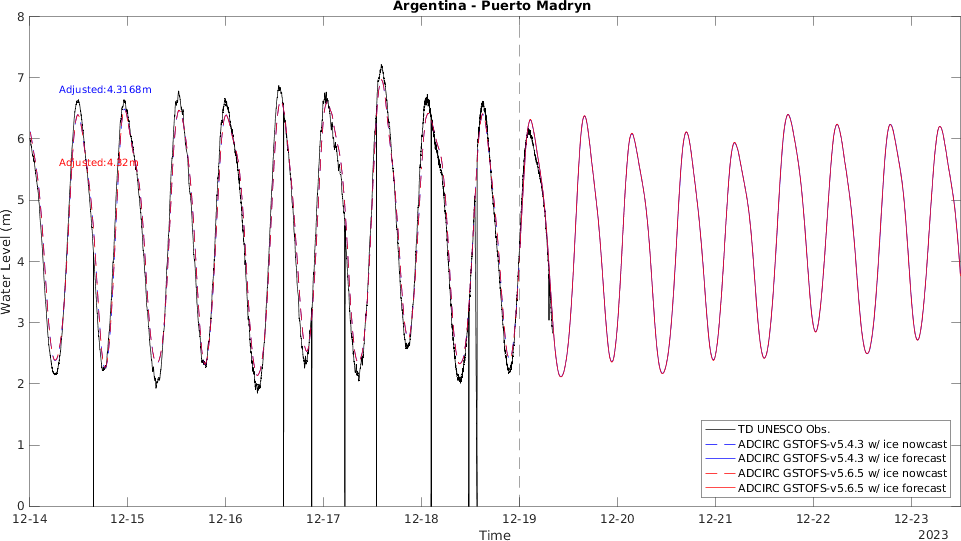 Argentina - Puerto Madryn
8
7
6
5
4
3
2
1
0
Water Level (m)
Adjusted:4.3168m
Adjusted:4.32m
TD UNESCO Obs.
ADCIRC GSTOFS-v5.4.3 w/ ice nowcast
ADCIRC GSTOFS-v5.4.3 w/ ice forecast
ADCIRC GSTOFS-v5.6.5 w/ ice nowcast
ADCIRC GSTOFS-v5.6.5 w/ ice forecast
12-14 12-15 12-16 12-17 12-18 12-19 12-20 12-21 12-22 12-23
Time
2023